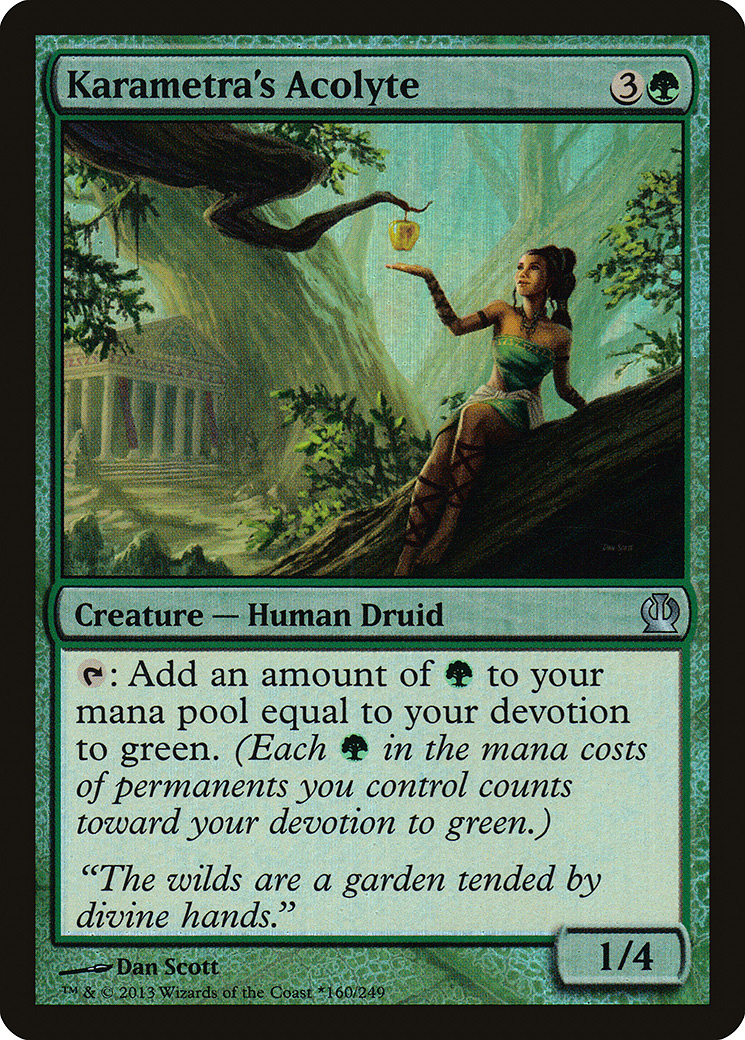 Karametra's Acolyte 3
DAN SCOTT
Creature — Human Druid
: Add an amount of to your
mana pool equal to your devotion
to green. (Each in the mana costs
of permanents you control counts
toward your devotion to green.)
“The wilds are a garden tended by
divine hands.”
1/4
Dan Scott
™ & © 2013 Wizards of the Coast *160/249